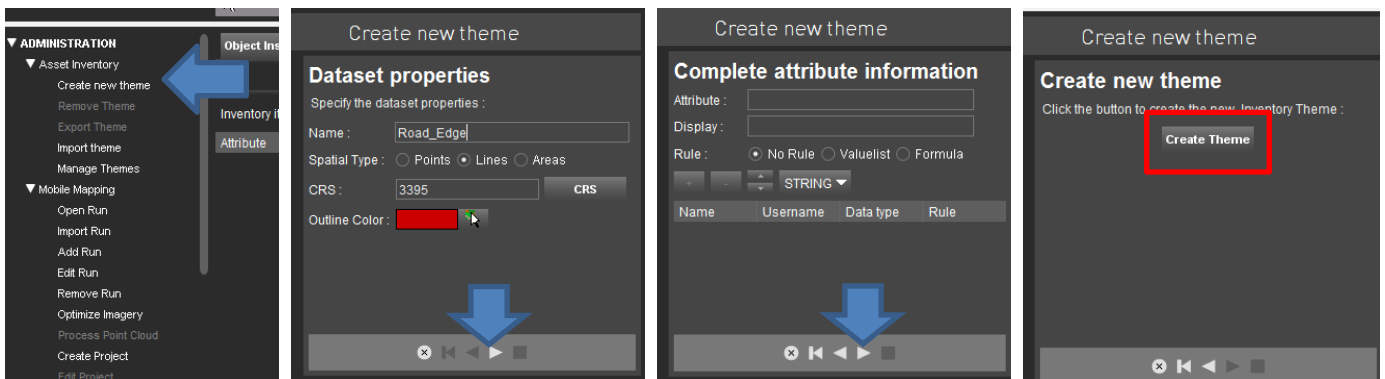 ADMINISTRATION
Asset Inventory
Create new theme
Remove Theme
Export Theme
Import theme
Manage Themes
Mobile Mapping
Open Run
Import Run
Add Run
Edit Run
Remove Run
Optimize Imagery
Process Point Cloud
Create Project
Edit Project
Object Ins
Inventory it
Attribute
Create new theme
Dataset properties
Specify the dataset properties :
Name : Road_Edge
Spatial Type : Points Lines Areas
CRS : 3395 CRS
Outline Color :
Create new theme
Complete attribute information
Attribute :
Display :
Rule : No Rule Valuelist Formula
+ - STRING
Name Username Data type Rule
Create new theme
Create new theme
Click the button to create the new Inventory Theme :
Create Theme